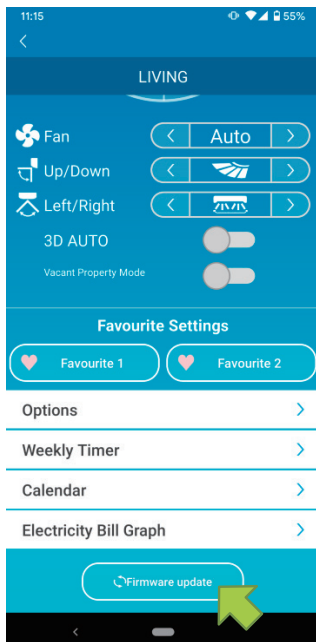 11:15 55%
LIVING
Fan Auto
Up/Down
Left/Right
3D AUTO
Vacant Property Mode
Favourite Settings
Favourite 1 Favourite 2
Options
Weekly Timer
Calendar
Electricity Bill Graph
Firmware update